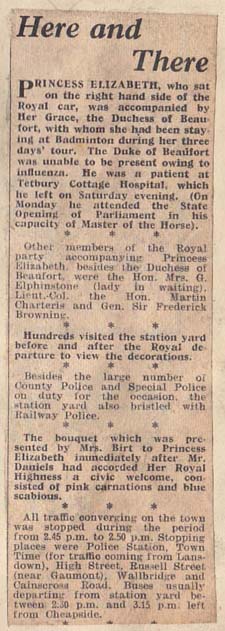 Here and
There
PRINCESS ELIZABETH, who sat
on the right hand side of the
Royal car, was accompanied by
Her Grace, the Duchess of Beau-
fort, with whom she had been stay-
ing at Badminton during her three
days' tour. The Duke of Beaufort
was unable to be present owing to
influenza. He was a patient at
Tetbury Cottage Hospital, which
he left on Saturday evening. (On
Monday he attended the State
Opening of Parliament in his
capacity of Master of the Horse).
* * *
Other members of the Royal
party accompanying Princess
Elizabeth, besides the Duchess of
Beaufort, were the Hon. Mrs. G.
Elphinstone (lady in waiting),
Lieut.-Col. the Hon. Martin
Charteris and Gen. Sir Frederick
Browning.
* * *
Hundreds visited the station yard
before and after the Royal de-
parture to view the decorations.
* * *
Besides the large number of
County Police and Special Police
on duty for the occasion, the
station yard also bristled with
Railway Police.
* * *
The bouquet which was pre-
sented by Mrs. Birt to Princess
Elizabeth immediately after Mr.
Daniels had accorded Her Royal
Highness a civic welcome, con-
sisted of pink carnations and blue
scabious.
* * *
All traffic converging on the town
was stopped during the period
from 2.45 p.m. to 2.50 p.m. Stopping
places were Police Station, Town
Time (for traffic coming from Lans-
down), High Street, Russell Street
(near Gaumont), Wallbridge and
Cainscross Road. Buses usually
departing from station yard be-
tween 2.30 p.m. and 3.15 p.m. left
from Cheapside.